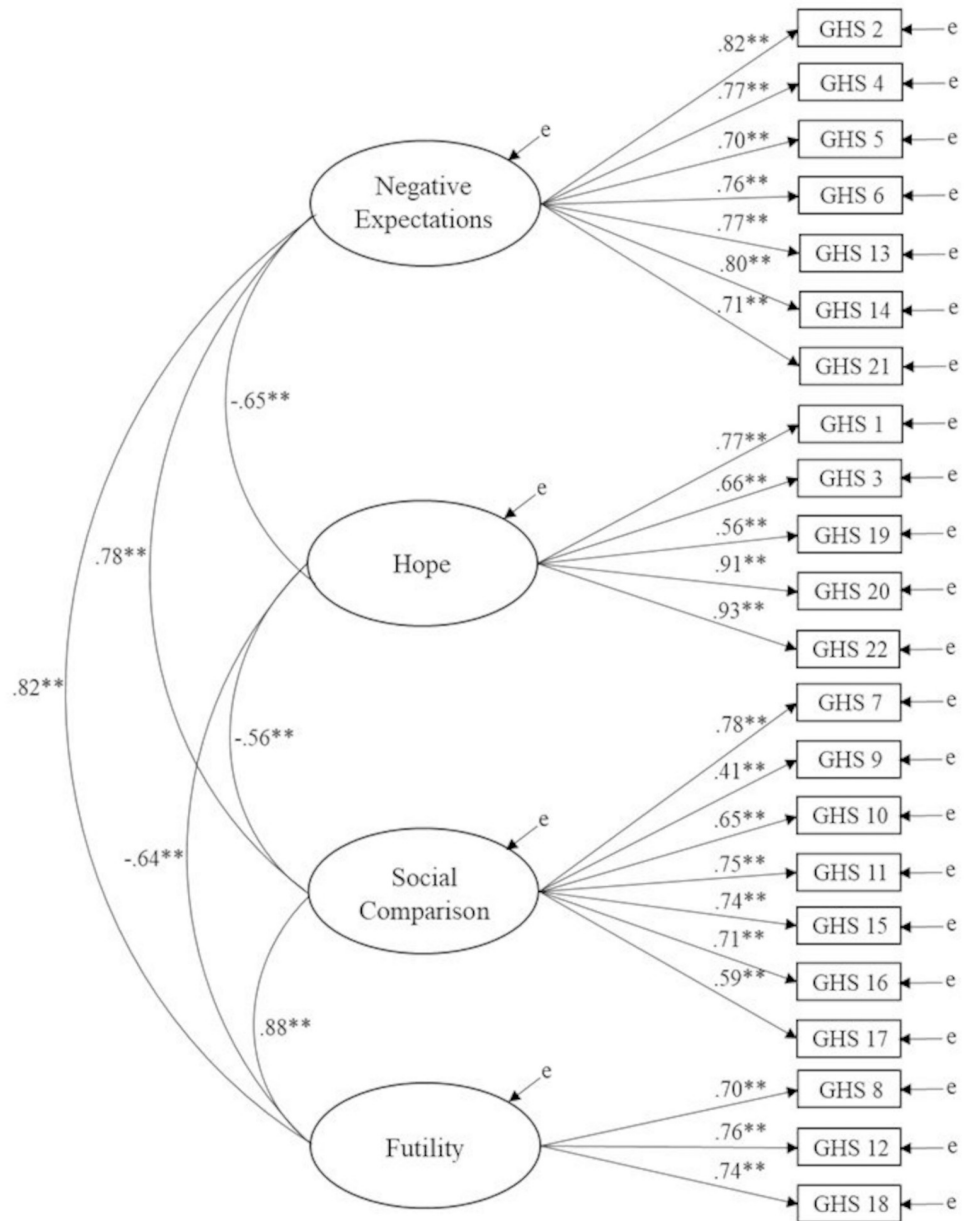 GHS 2
e
.82**
GHS 4
e
.77**
GHS 5
e
.70**
e
Negative
Expectations
GHS 6
e
.76**
GHS 13
e
.77**
GHS 14
e
.80**
GHS 21
e
.71**
-.65**
GHS 1
e
.77**
GHS 3
e
.66**
e
Hope
GHS 19
e
.56**
GHS 20
e
.91**
GHS 22
e
.93**
.78**
.82**
-.56**
-.64**
GHS 7
e
.78**
GHS 9
e
.41**
GHS 10
e
.65**
e
Social
Comparison
GHS 11
e
.75**
GHS 15
e
.74**
GHS 16
e
.71**
GHS 17
e
.59**
.88**
GHS 8
e
.70**
e
Futility
GHS 12
e
.76**
GHS 18
e
.74**